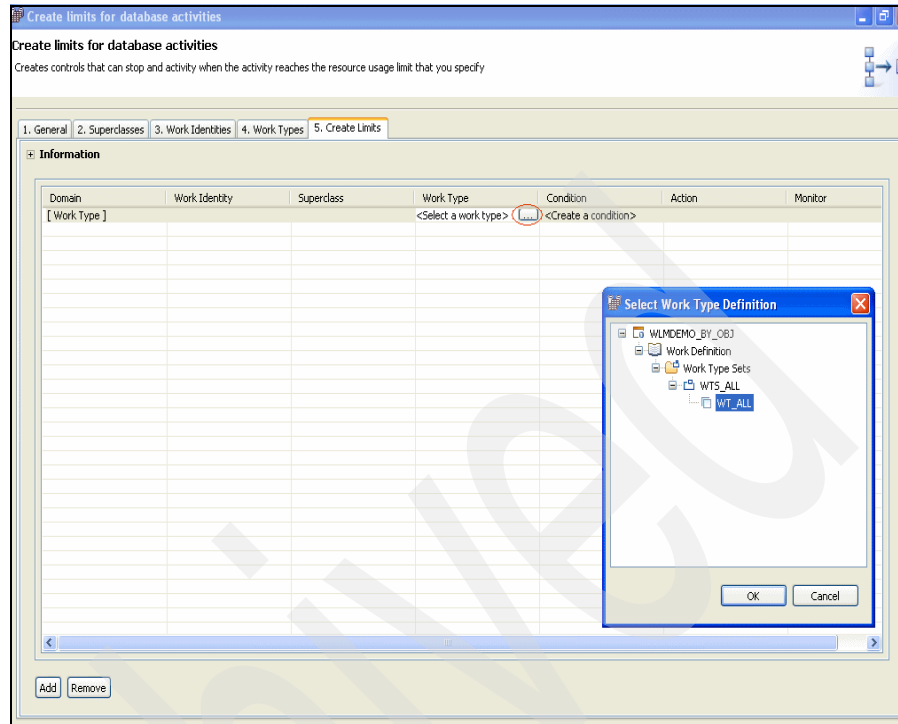 Create limits for database activities
Create limits for database activities
Creates controls that can stop and activity when the activity reaches the resource usage limit that you specify
1. General 2. Superclasses 3. Work Identities 4. Work Types 5. Create Limits
Information
Domain Work Identity Superclass Work Type Condition Action Monitor
[ Work Type ] <Select a work type> ... <Create a condition>
Select Work Type Definition
WLMDEMO_BY_OBJ
Work Definition
Work Type Sets
WTS_ALL
WT_ALL
OK Cancel
Add Remove
hived